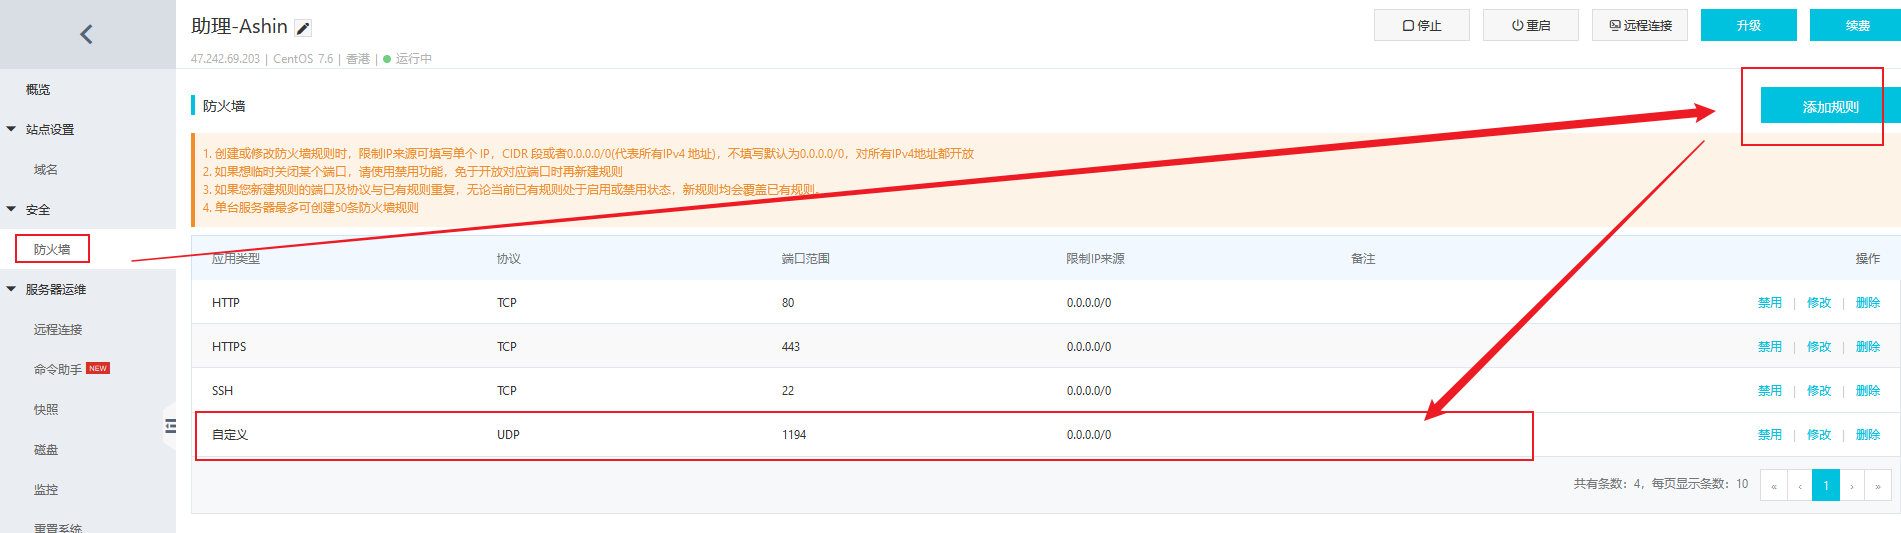 助理-Ashin
停止
重启
远程连接
升级
续费
47.242.69.203 | CentOS 7.6 | 香港 | 运行中
概览
站点设置
域名
安全
防火墙
服务器运维
远程连接
命令助手 NEW
快照
磁盘
监控
重置系统
防火墙
添加规则
1. 创建或修改防火墙规则时，限制IP来源可填写单个 IP，CIDR 段或者0.0.0.0/0(代表所有IPv4 地址)，不填写默认为0.0.0.0/0，对所有IPv4地址都开放
2. 如果想临时关闭某个端口，请使用禁用功能，免于开放对应端口时再新建规则
3. 如果您新建规则的端口及协议与已有规则重复，无论当前已有规则处于启用或禁用状态，新规则均会覆盖已有规则。
4. 单台服务器最多可创建50条防火墙规则
应用类型 协议 端口范围 限制IP来源 备注 操作
HTTP TCP 80 0.0.0.0/0 禁用 | 修改 | 删除
HTTPS TCP 443 0.0.0.0/0 禁用 | 修改 | 删除
SSH TCP 22 0.0.0.0/0 禁用 | 修改 | 删除
自定义 UDP 1194 0.0.0.0/0 禁用 | 修改 | 删除
共有条数：4，每页显示条数：10 « ‹ 1 › »